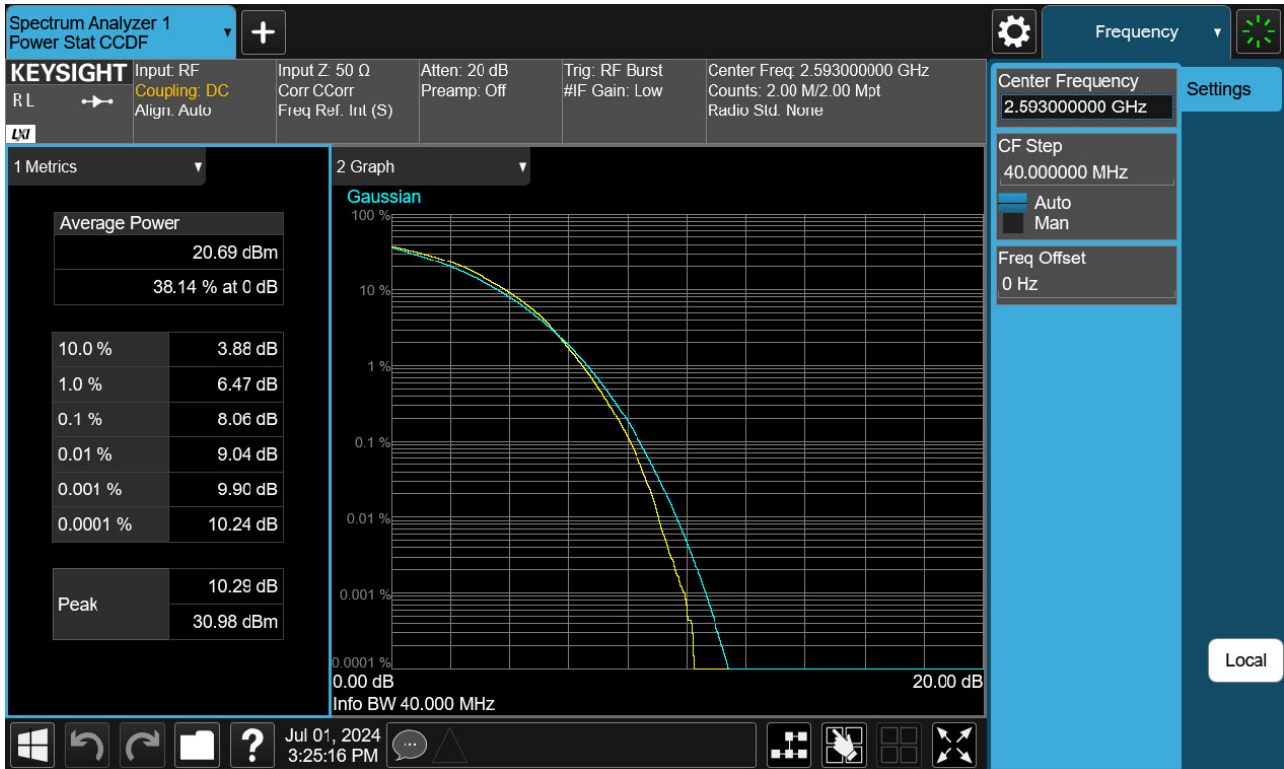 Spectrum Analyzer 1
Power Stat CCDF
+
Frequency
KEYSIGHT
R L
LXI
Input: RF
Coupling: DC
Align: Auto
Input Z: 50 Ω
Corr CCorr
Freq Ref: Int (S)
Atten: 20 dB
Preamp: Off
Trig: RF Burst
#IF Gain: Low
Center Freq: 2.593000000 GHz
Counts: 2.00 M/2.00 Mpt
Radio Std: None
1 Metrics
Average Power
20.69 dBm
38.14 % at 0 dB
10.0 % 3.88 dB
1.0 % 6.47 dB
0.1 % 8.06 dB
0.01 % 9.04 dB
0.001 % 9.90 dB
0.0001 % 10.24 dB
Peak
10.29 dB
30.98 dBm
2 Graph
Gaussian
100 %
10 %
1 %
0.1 %
0.01 %
0.001 %
0.0001 %
0.00 dB 20.00 dB
Info BW 40.000 MHz
Center Frequency
2.593000000 GHz
CF Step
40.000000 MHz
Auto
Man
Freq Offset
0 Hz
Settings
Local
?
Jul 01, 2024
3:25:16 PM